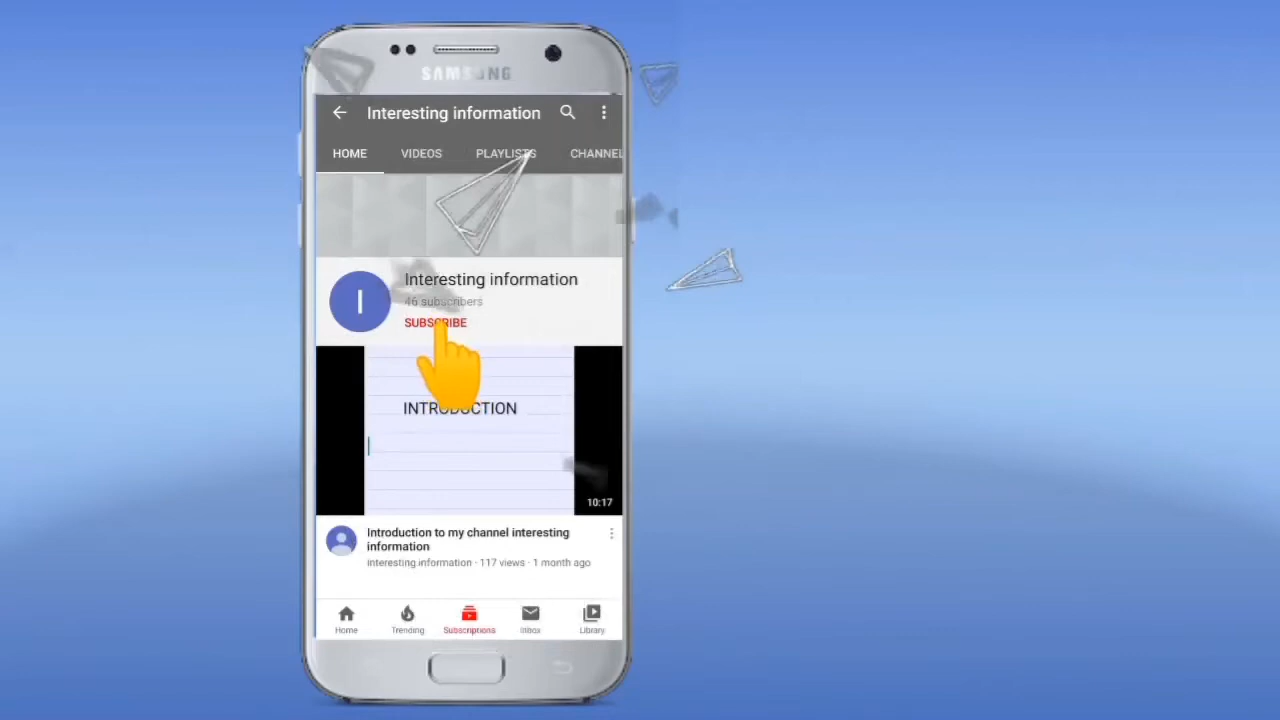 SAMSUNG
Interesting information
HOME VIDEOS PLAYLISTS CHANNEL
I
Interesting information
46 subscribers
SUBSCRIBE
INTRODUCTION
10:17
Introduction to my channel interesting
information
interesting information · 117 views · 1 month ago
Home Trending Subscriptions Inbox Library